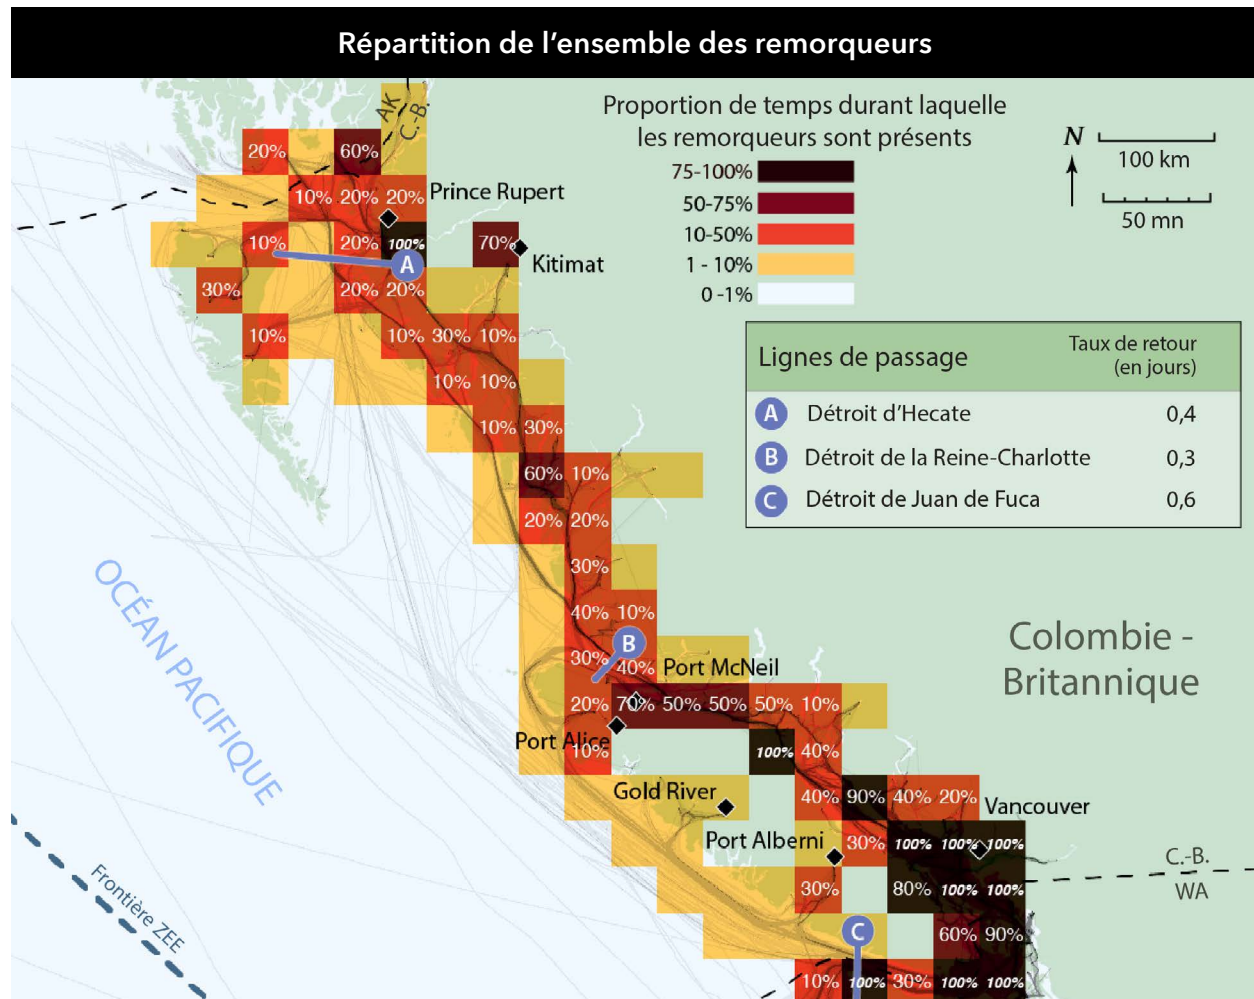 Répartition de l’ensemble des remorqueurs
Proportion de temps durant laquelle
les remorqueurs sont présents
75-100%
50-75%
10-50%
1 - 10%
0 -1%
N
100 km
50 mn
AK
C.-B.
20% 60%
10% 20% 20%
Prince Rupert
10% 20% 100% 70%
A
Kitimat
30% 20% 20%
10% 10% 30% 10%
10% 10%
10% 30%
60% 10%
20% 20%
30%
40% 10%
B
30% 40%
Port McNeil
20% 70% 50% 50% 50% 10%
Port Alice
10% 100% 40%
Gold River
40% 90% 40% 20%
Vancouver
Port Alberni
30% 100% 100% 100%
30% 80% 100% 100%
C
60% 90%
10% 100% 30% 100% 100%
Lignes de passage
Taux de retour
(en jours)
A Détroit d’Hecate 0,4
B Détroit de la Reine-Charlotte 0,3
C Détroit de Juan de Fuca 0,6
OCÉAN PACIFIQUE
Colombie -
Britannique
C.-B.
WA
Frontière ZEE